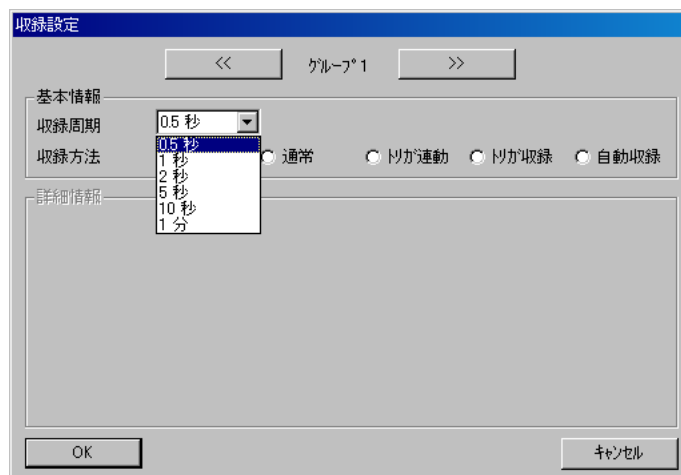 収録設定
<< グループ1 >>
基本情報
収録周期 0.5 秒
0.5 秒
収録方法 通常 トリガ連動 トリガ収録 自動収録
1 秒
2 秒
5 秒
10 秒
1 分
詳細情報
OK キャンセル